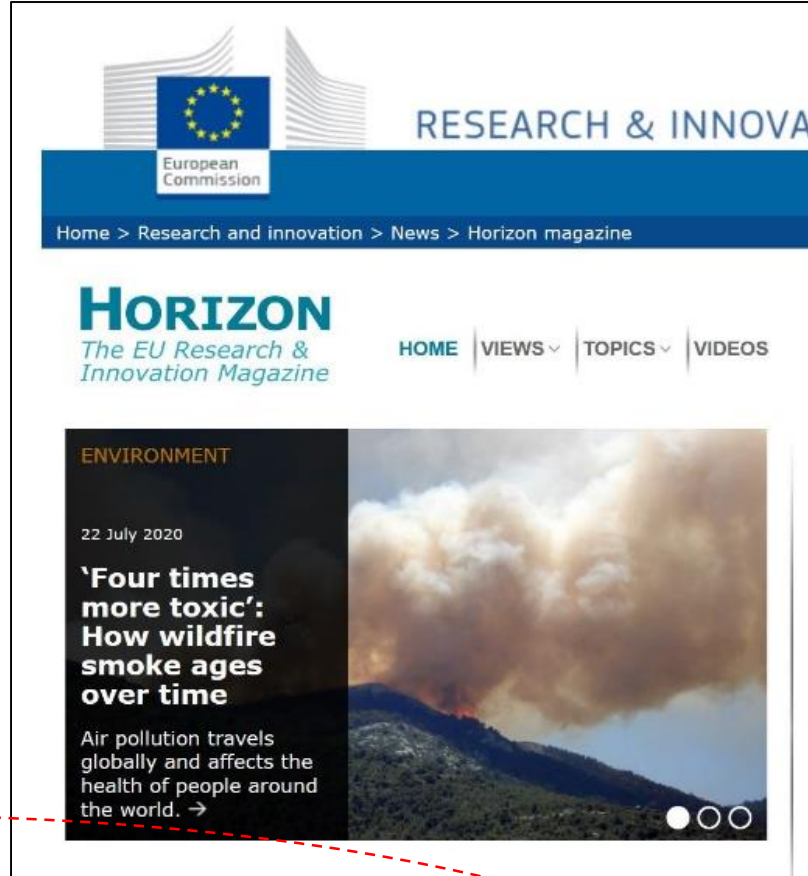 European
Commission
RESEARCH & INNOVA
Home > Research and innovation > News > Horizon magazine
HORIZON
The EU Research &
Innovation Magazine
HOME VIEWS TOPICS VIDEOS
ENVIRONMENT
22 July 2020
‘Four times
more toxic’:
How wildfire
smoke ages
over time
Air pollution travels
globally and affects the
health of people around
the world. →